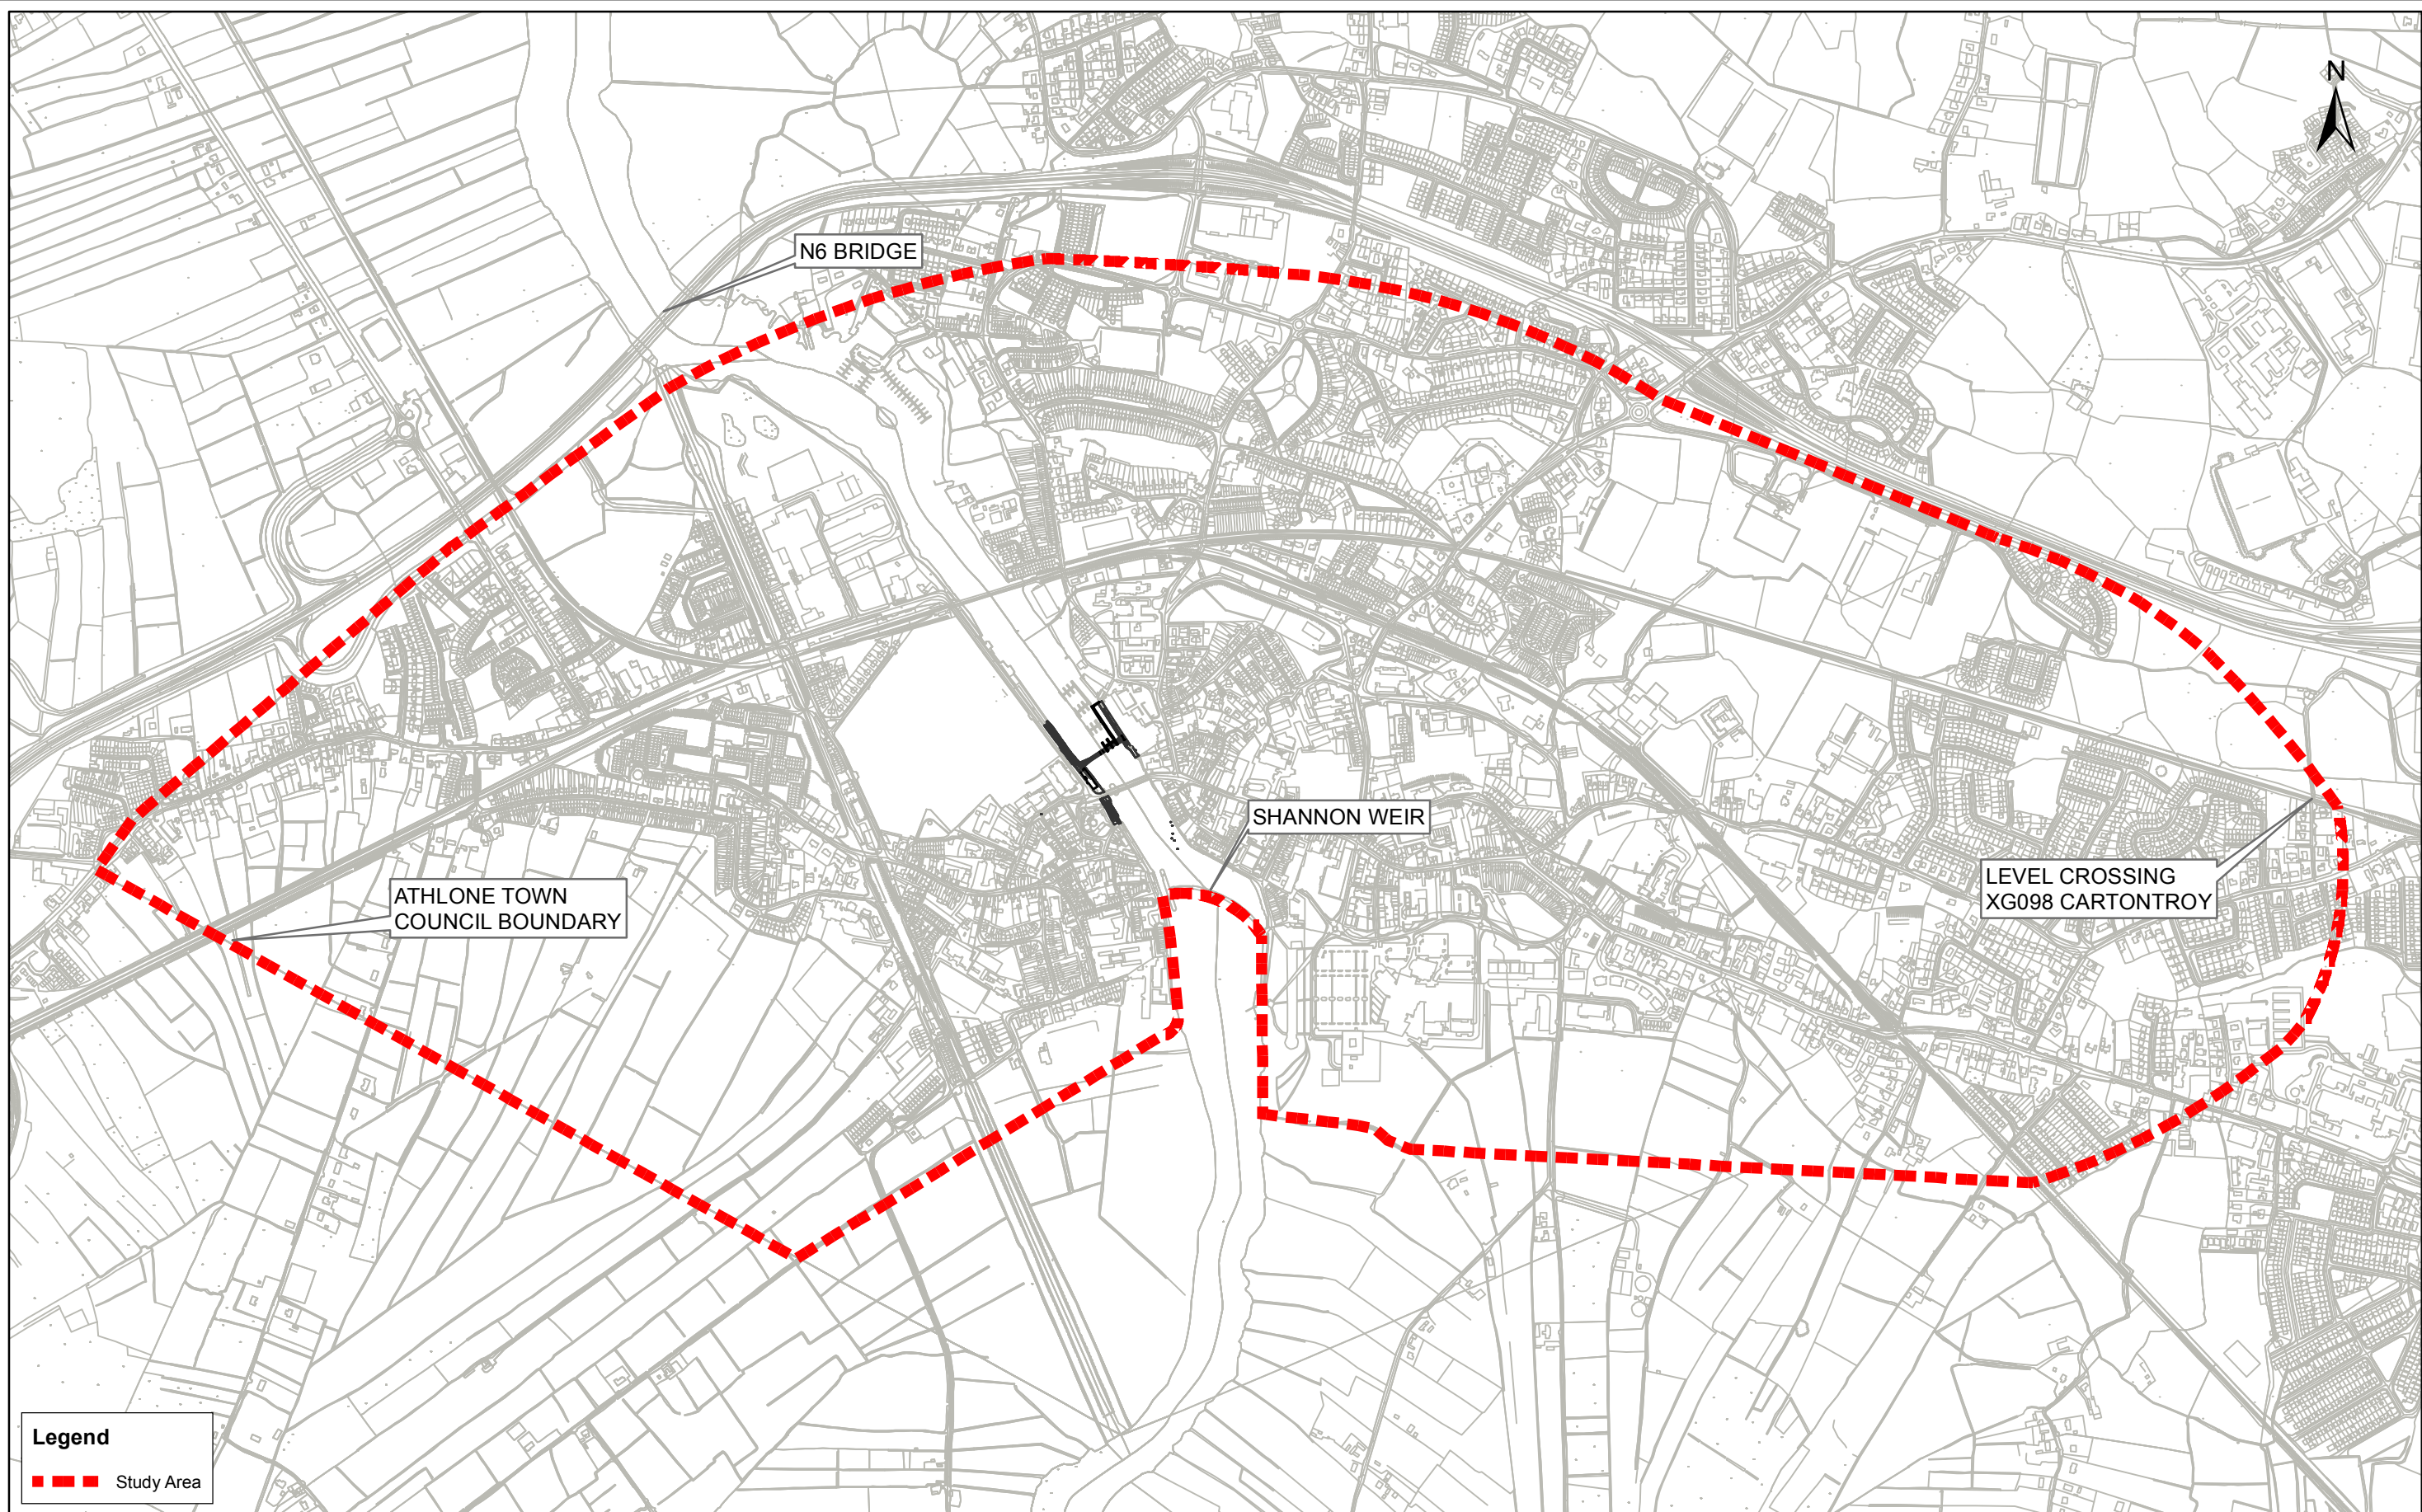 N
N6 BRIDGE
SHANNON WEIR
LEVEL CROSSING
XG098 CARTONTROY
ATHLONE TOWN
COUNCIL BOUNDARY
Legend
Study Area